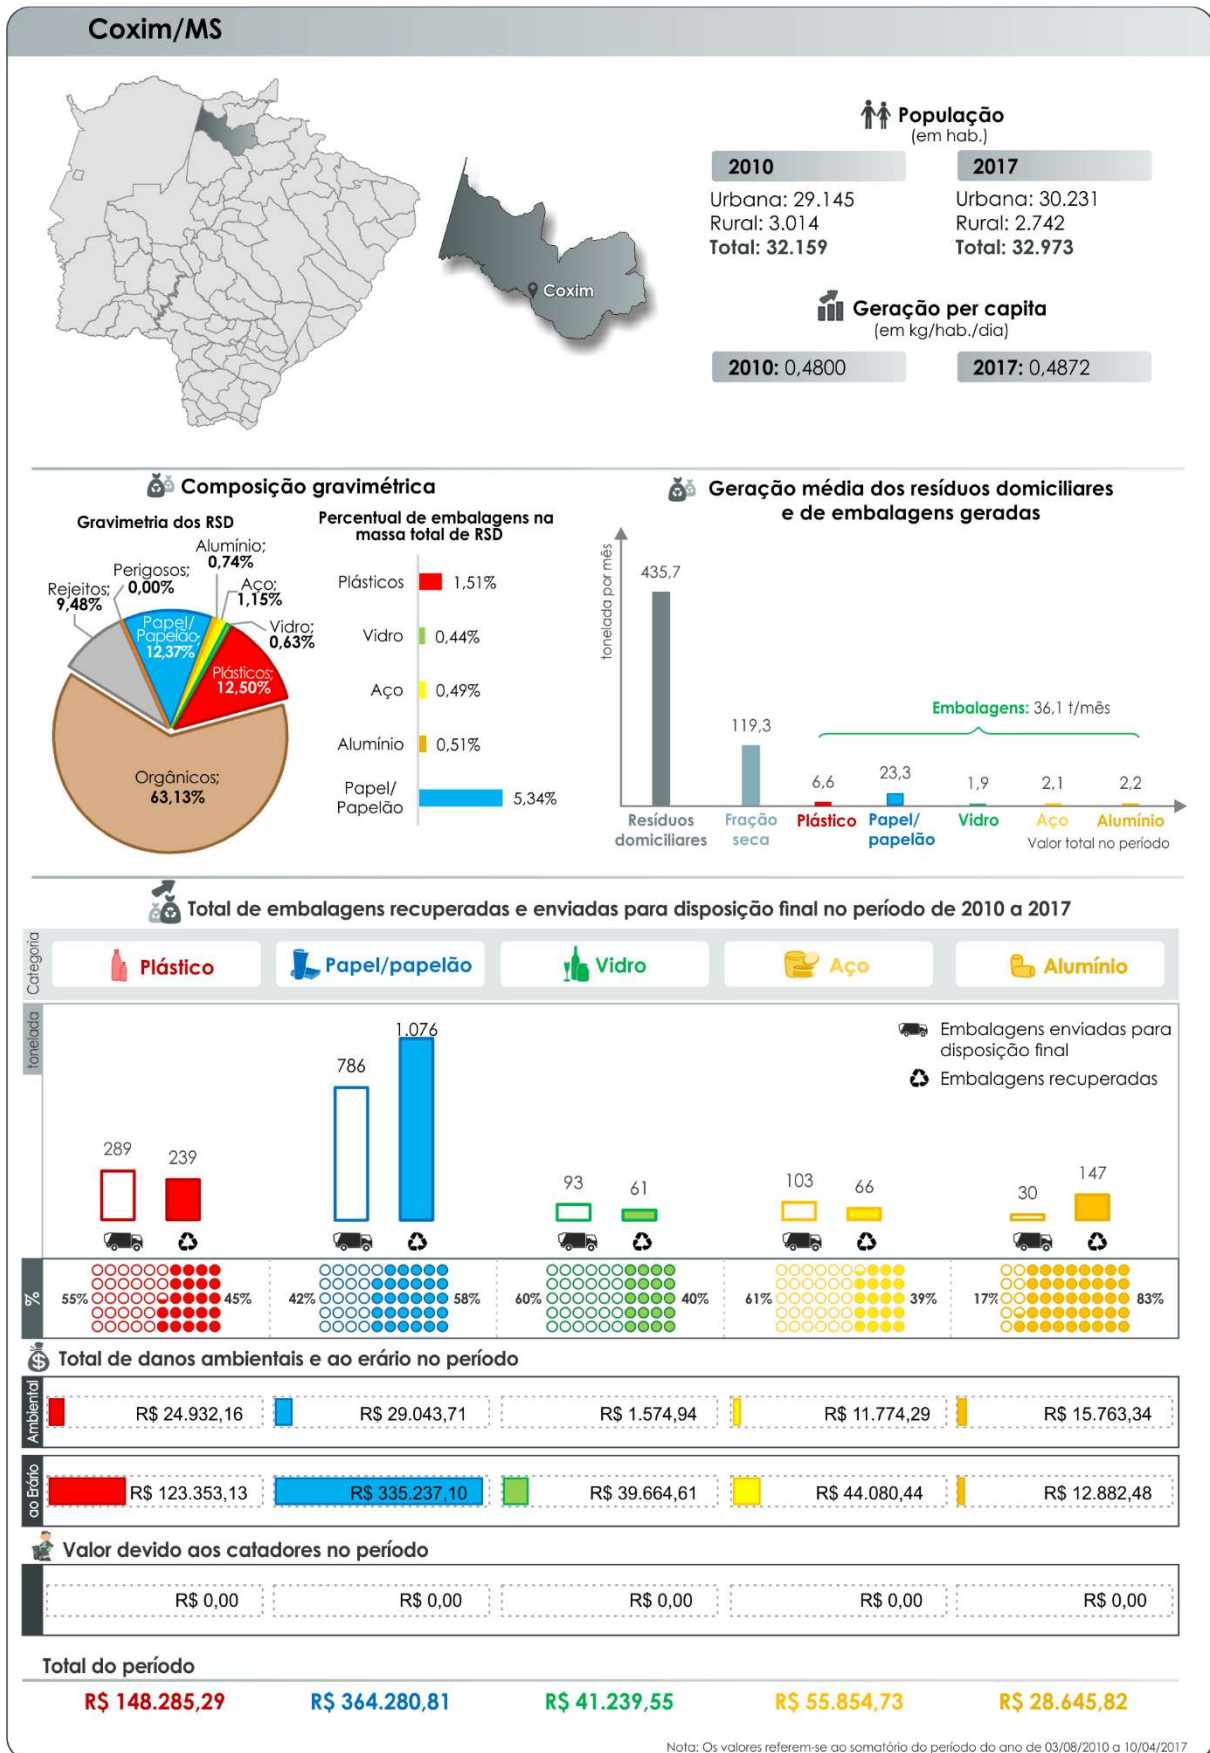 Coxim/MS
Coxim
População
(em hab.)
2010
Urbana: 29.145
Rural: 3.014
Total: 32.159
2017
Urbana: 30.231
Rural: 2.742
Total: 32.973
Geração per capita
(em kg/hab./dia)
2010: 0,4800
2017: 0,4872
Composição gravimétrica
Gravimetria dos RSD
Alumínio;
0,74%
Perigosos;
0,00%
Aço;
1,15%
Rejeitos;
9,48%
Papel/
Papelão;
12,37%
Vidro;
0,63%
Plásticos;
12,50%
Orgânicos;
63,13%
Percentual de embalagens na
massa total de RSD
Plásticos 1,51%
Vidro 0,44%
Aço 0,49%
Alumínio 0,51%
Papel/
Papelão 5,34%
Geração média dos resíduos domiciliares
e de embalagens geradas
tonelada por mês
435,7
119,3
Embalagens: 36,1 t/mês
6,6
23,3
1,9
2,1
2,2
Resíduos
domiciliares
Fração
seca
Plástico
Papel/
papelão
Vidro
Aço
Alumínio
Valor total no período
Total de embalagens recuperadas e enviadas para disposição final no período de 2010 a 2017
Categoria
Plástico
Papel/papelão
Vidro
Aço
Alumínio
tonelada
289
239
786
1.076
93
61
103
66
30
147
Embalagens enviadas para
disposição final
Embalagens recuperadas
%
55% 45%
42% 58%
60% 40%
61% 39%
17% 83%
Total de danos ambientais e ao erário no período
Ambiental
R$ 24.932,16
R$ 29.043,71
R$ 1.574,94
R$ 11.774,29
R$ 15.763,34
ao Erário
R$ 123.353,13
R$ 335.237,10
R$ 39.664,61
R$ 44.080,44
R$ 12.882,48
Valor devido aos catadores no período
R$ 0,00
R$ 0,00
R$ 0,00
R$ 0,00
R$ 0,00
Total do período
R$ 148.285,29
R$ 364.280,81
R$ 41.239,55
R$ 55.854,73
R$ 28.645,82
Nota: Os valores referem-se ao somatório do período do ano de 03/08/2010 a 10/04/2017